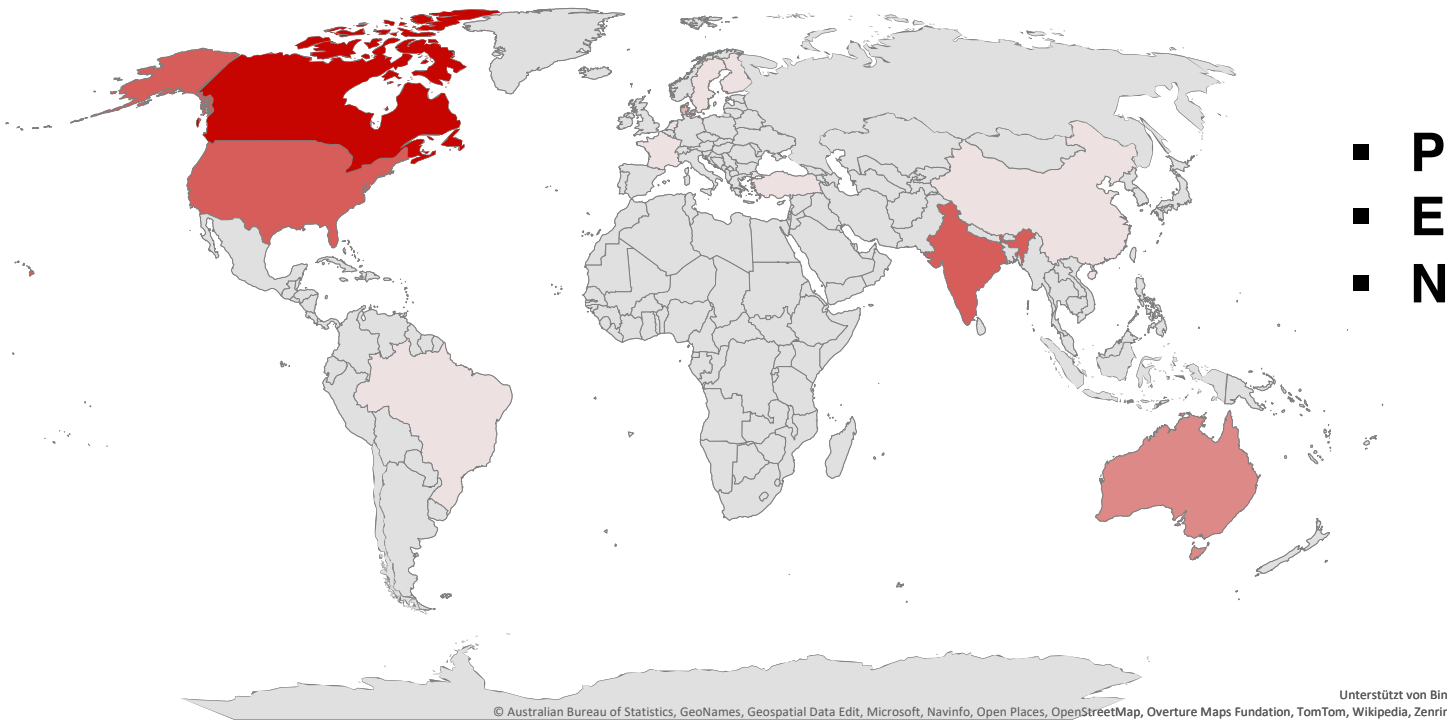 ▪ P
▪ E
▪ N
Unterstützt von Bin
© Australian Bureau of Statistics, GeoNames, Geospatial Data Edit, Microsoft, Navinfo, Open Places, OpenStreetMap, Overture Maps Fundation, TomTom, Wikipedia, Zenrin